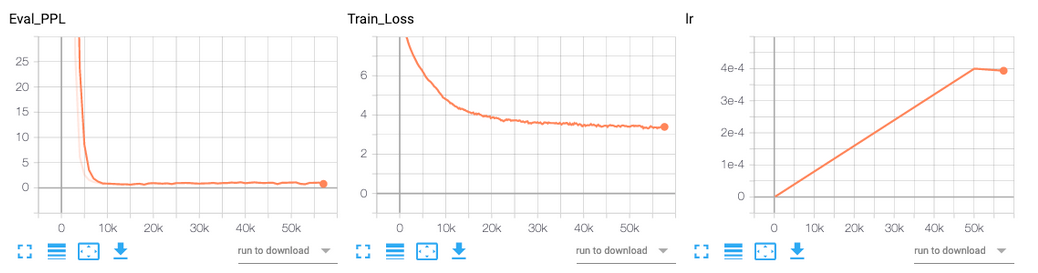 Eval_PPL
25
20
15
10
5
0
0 10k 20k 30k 40k 50k
run to download
Train_Loss
6
4
2
0
0 10k 20k 30k 40k 50k
run to download
lr
4e-4
3e-4
2e-4
1e-4
0
0 10k 20k 30k 40k 50k
run to download